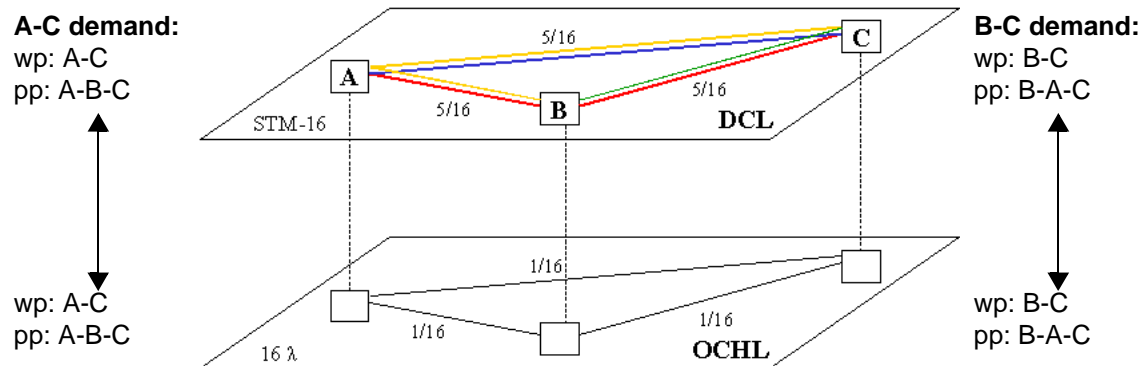 A-C demand:
wp: A-C
pp: A-B-C
B-C demand:
wp: B-C
pp: B-A-C
5/16
C
A
5/16
B
5/16
STM-16
DCL
1/16
1/16
1/16
16 λ
OCHL
wp: A-C
pp: A-B-C
wp: B-C
pp: B-A-C